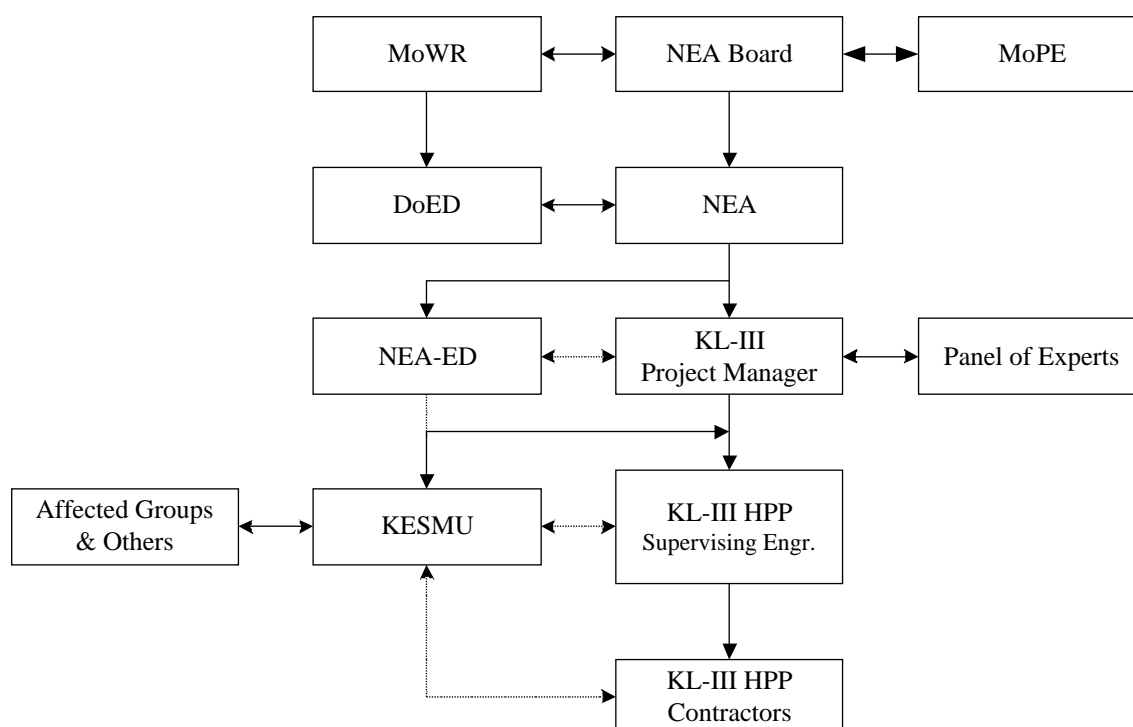 MoWR
NEA Board
MoPE
DoED
NEA
NEA-ED
KL-III
Project Manager
Panel of Experts
Affected Groups
& Others
KESMU
KL-III HPP
Supervising Engr.
KL-III HPP
Contractors